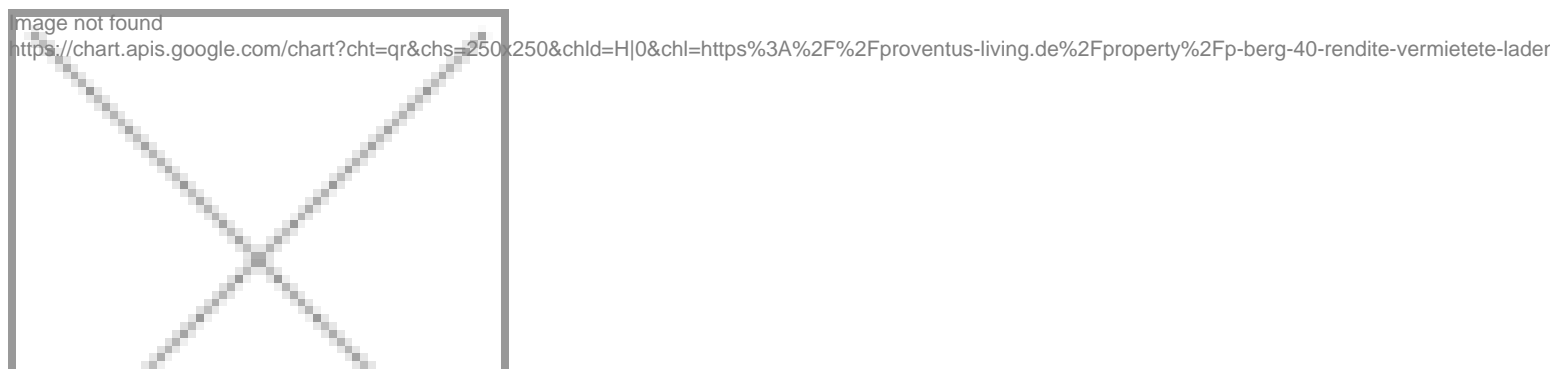 Image not found
https://chart.apis.google.com/chart?cht=qr&chs=250x250&chld=H|0&chl=https%3A%2F%2Fproventus-living.de%2Fproperty%2Fp-berg-40-rendite-vermietete-lader